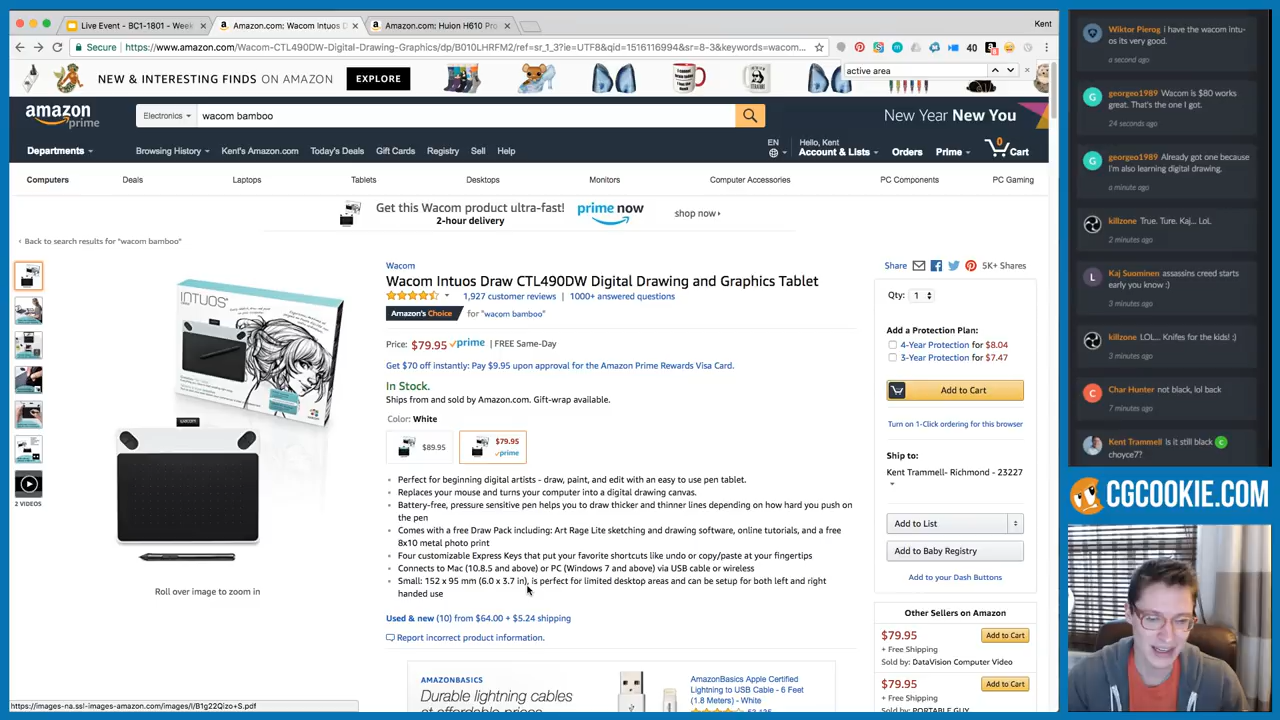 Live Event - BC1-1801 - Week
Amazon.com: Wacom Intuos D
Amazon.com: Huion H610 Pro
Kent
Secure
https://www.amazon.com/Wacom-CTL490DW-Digital-Drawing-Graphics/dp/B010LHRFM2/ref=sr_1_3?ie=UTF8&qid=1516116994&sr=8-3&keywords=wacom...
40
NEW & INTERESTING FINDS ON AMAZON
EXPLORE
active area
amazon
prime
Electronics
wacom bamboo
New Year New You
Departments
Browsing History
Kent's Amazon.com
Today's Deals
Gift Cards
Registry
Sell
Help
EN
Hello, Kent
Account & Lists
Orders
Prime
0
Cart
Computers
Deals
Laptops
Tablets
Desktops
Monitors
Computer Accessories
PC Components
PC Gaming
Get this Wacom product ultra-fast!
2-hour delivery
prime now
shop now
‹ Back to search results for "wacom bamboo"
2 VIDEOS
INTUOS
Roll over image to zoom in
Wacom
Wacom Intuos Draw CTL490DW Digital Drawing and Graphics Tablet
1,927 customer reviews | 1000+ answered questions
Amazon's Choice for "wacom bamboo"
Price: $79.95 prime | FREE Same-Day
Get $70 off instantly: Pay $9.95 upon approval for the Amazon Prime Rewards Visa Card.
In Stock.
Ships from and sold by Amazon.com. Gift-wrap available.
Color: White
$89.95
$79.95
prime
Perfect for beginning digital artists - draw, paint, and edit with an easy to use pen tablet.
Replaces your mouse and turns your computer into a digital drawing canvas.
Battery-free, pressure sensitive pen helps you to draw thicker and thinner lines depending on how hard you push on
the pen
Comes with a free Draw Pack including: Art Rage Lite sketching and drawing software, online tutorials, and a free
8x10 metal photo print
Four customizable Express Keys that put your favorite shortcuts like undo or copy/paste at your fingertips
Connects to Mac (10.8.5 and above) or PC (Windows 7 and above) via USB cable or wireless
Small: 152 x 95 mm (6.0 x 3.7 in), is perfect for limited desktop areas and can be setup for both left and right
handed use
Used & new (10) from $64.00 + $5.24 shipping
Report incorrect product information.
AMAZONBASICS
Durable lightning cables
at affordable prices
AmazonBasics Apple Certified
Lightning to USB Cable - 6 Feet
(1.8 Meters) - White
Share
5K+ Shares
Qty: 1
Add a Protection Plan:
4-Year Protection for $8.04
3-Year Protection for $7.47
Add to Cart
Turn on 1-Click ordering for this browser
Ship to:
Kent Trammell- Richmond - 23227
Add to List
Add to Baby Registry
Add to your Dash Buttons
Other Sellers on Amazon
$79.95
Add to Cart
+ Free Shipping
Sold by: DataVision Computer Video
$79.95
Add to Cart
+ Free Shipping
Sold by: PORTABLE GUY
https://images-na.ssl-images-amazon.com/images/I/B1g22Qizo+S.pdf
Wiktor Pierog i have the wacom Intu-
os its very good.
a second ago
G
georgeo1989 Wacom is $80 works
great. That's the one I got.
24 seconds ago
G
georgeo1989 Already got one because
I'm also learning digital drawing.
a minute ago
killzone True. Ture. Kaj... LoL.
2 minutes ago
L
Kaj Suominen assassins creed starts
early you know :)
3 minutes ago
killzone LOL.... Knifes for the kids! :)
3 minutes ago
C
Char Hunter not black, lol back
7 minutes ago
Kent Trammell Is it still black C
choyce7?
CGCOOKIE.COM